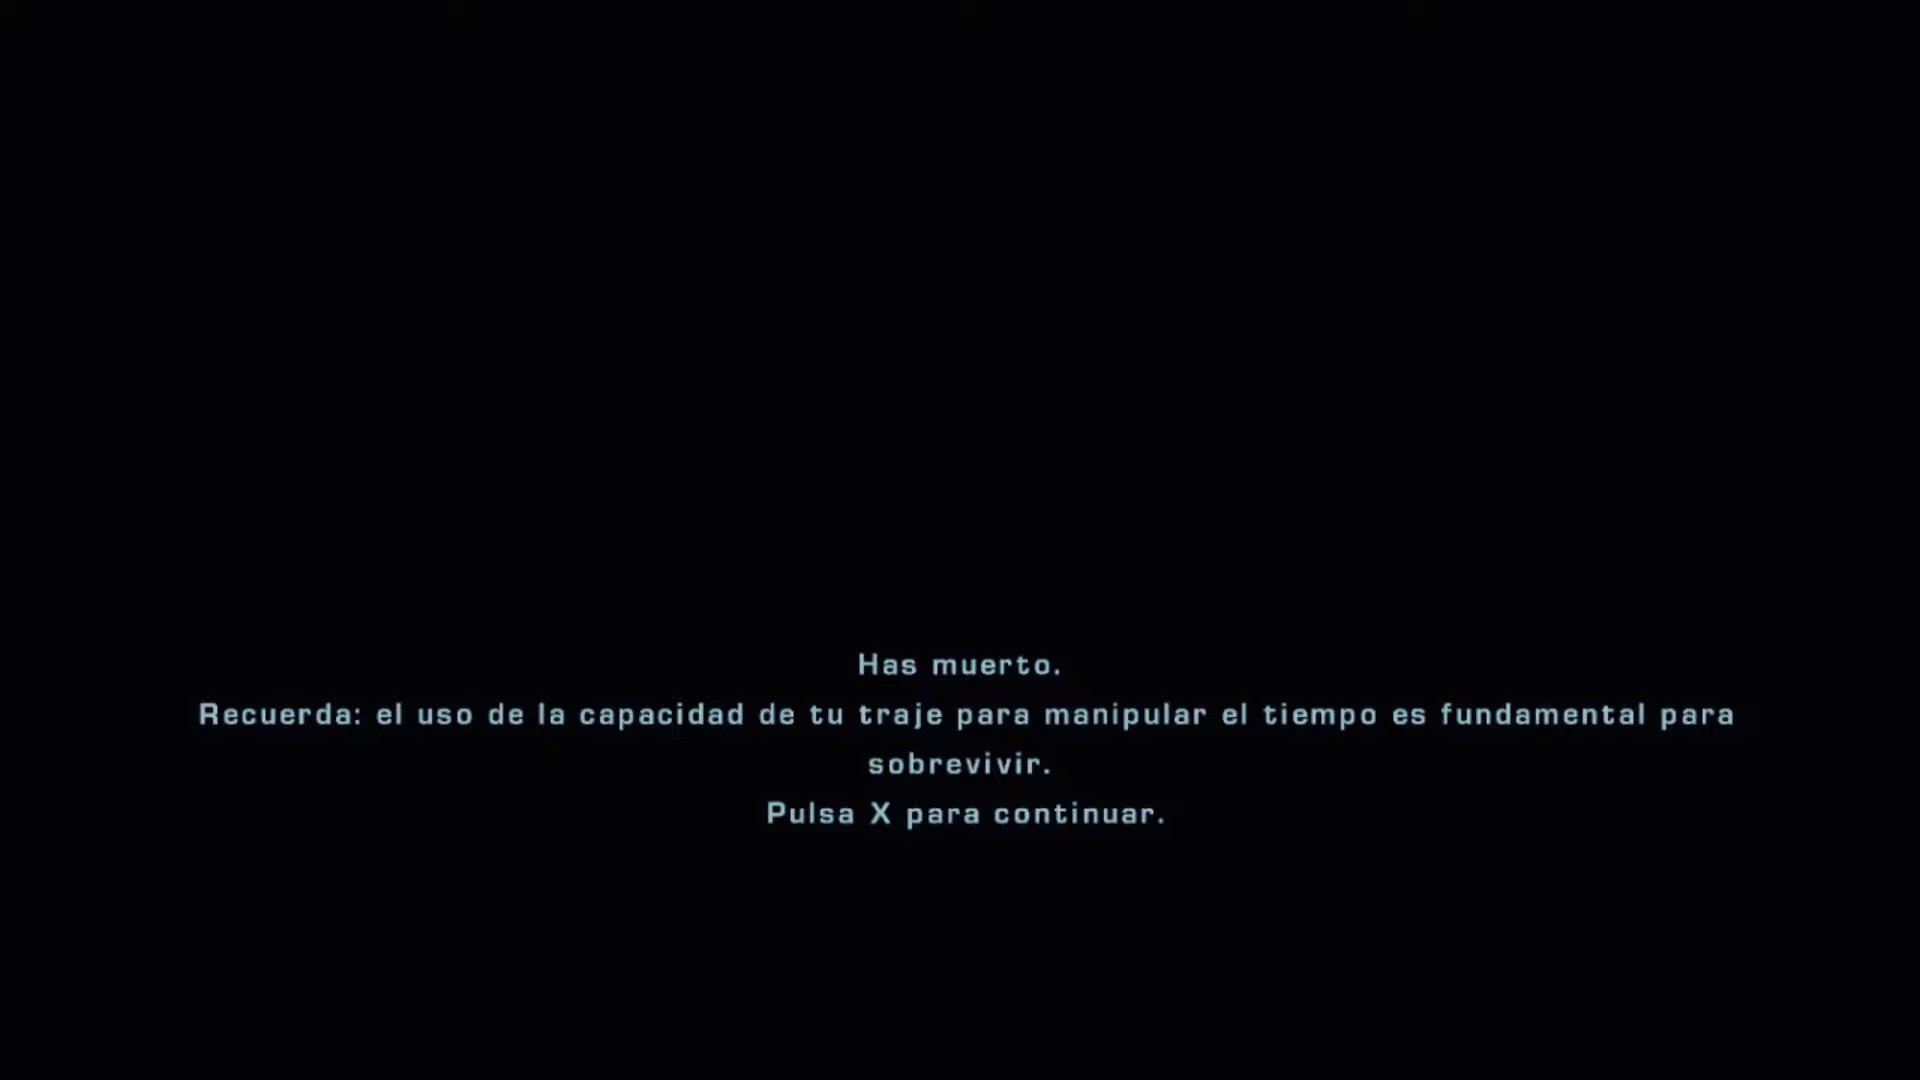 Has muerto.
Recuerda: el uso de la capacidad de tu traje para manipular el tiempo es fundamental para
sobrevivir.
Pulsa X para continuar.